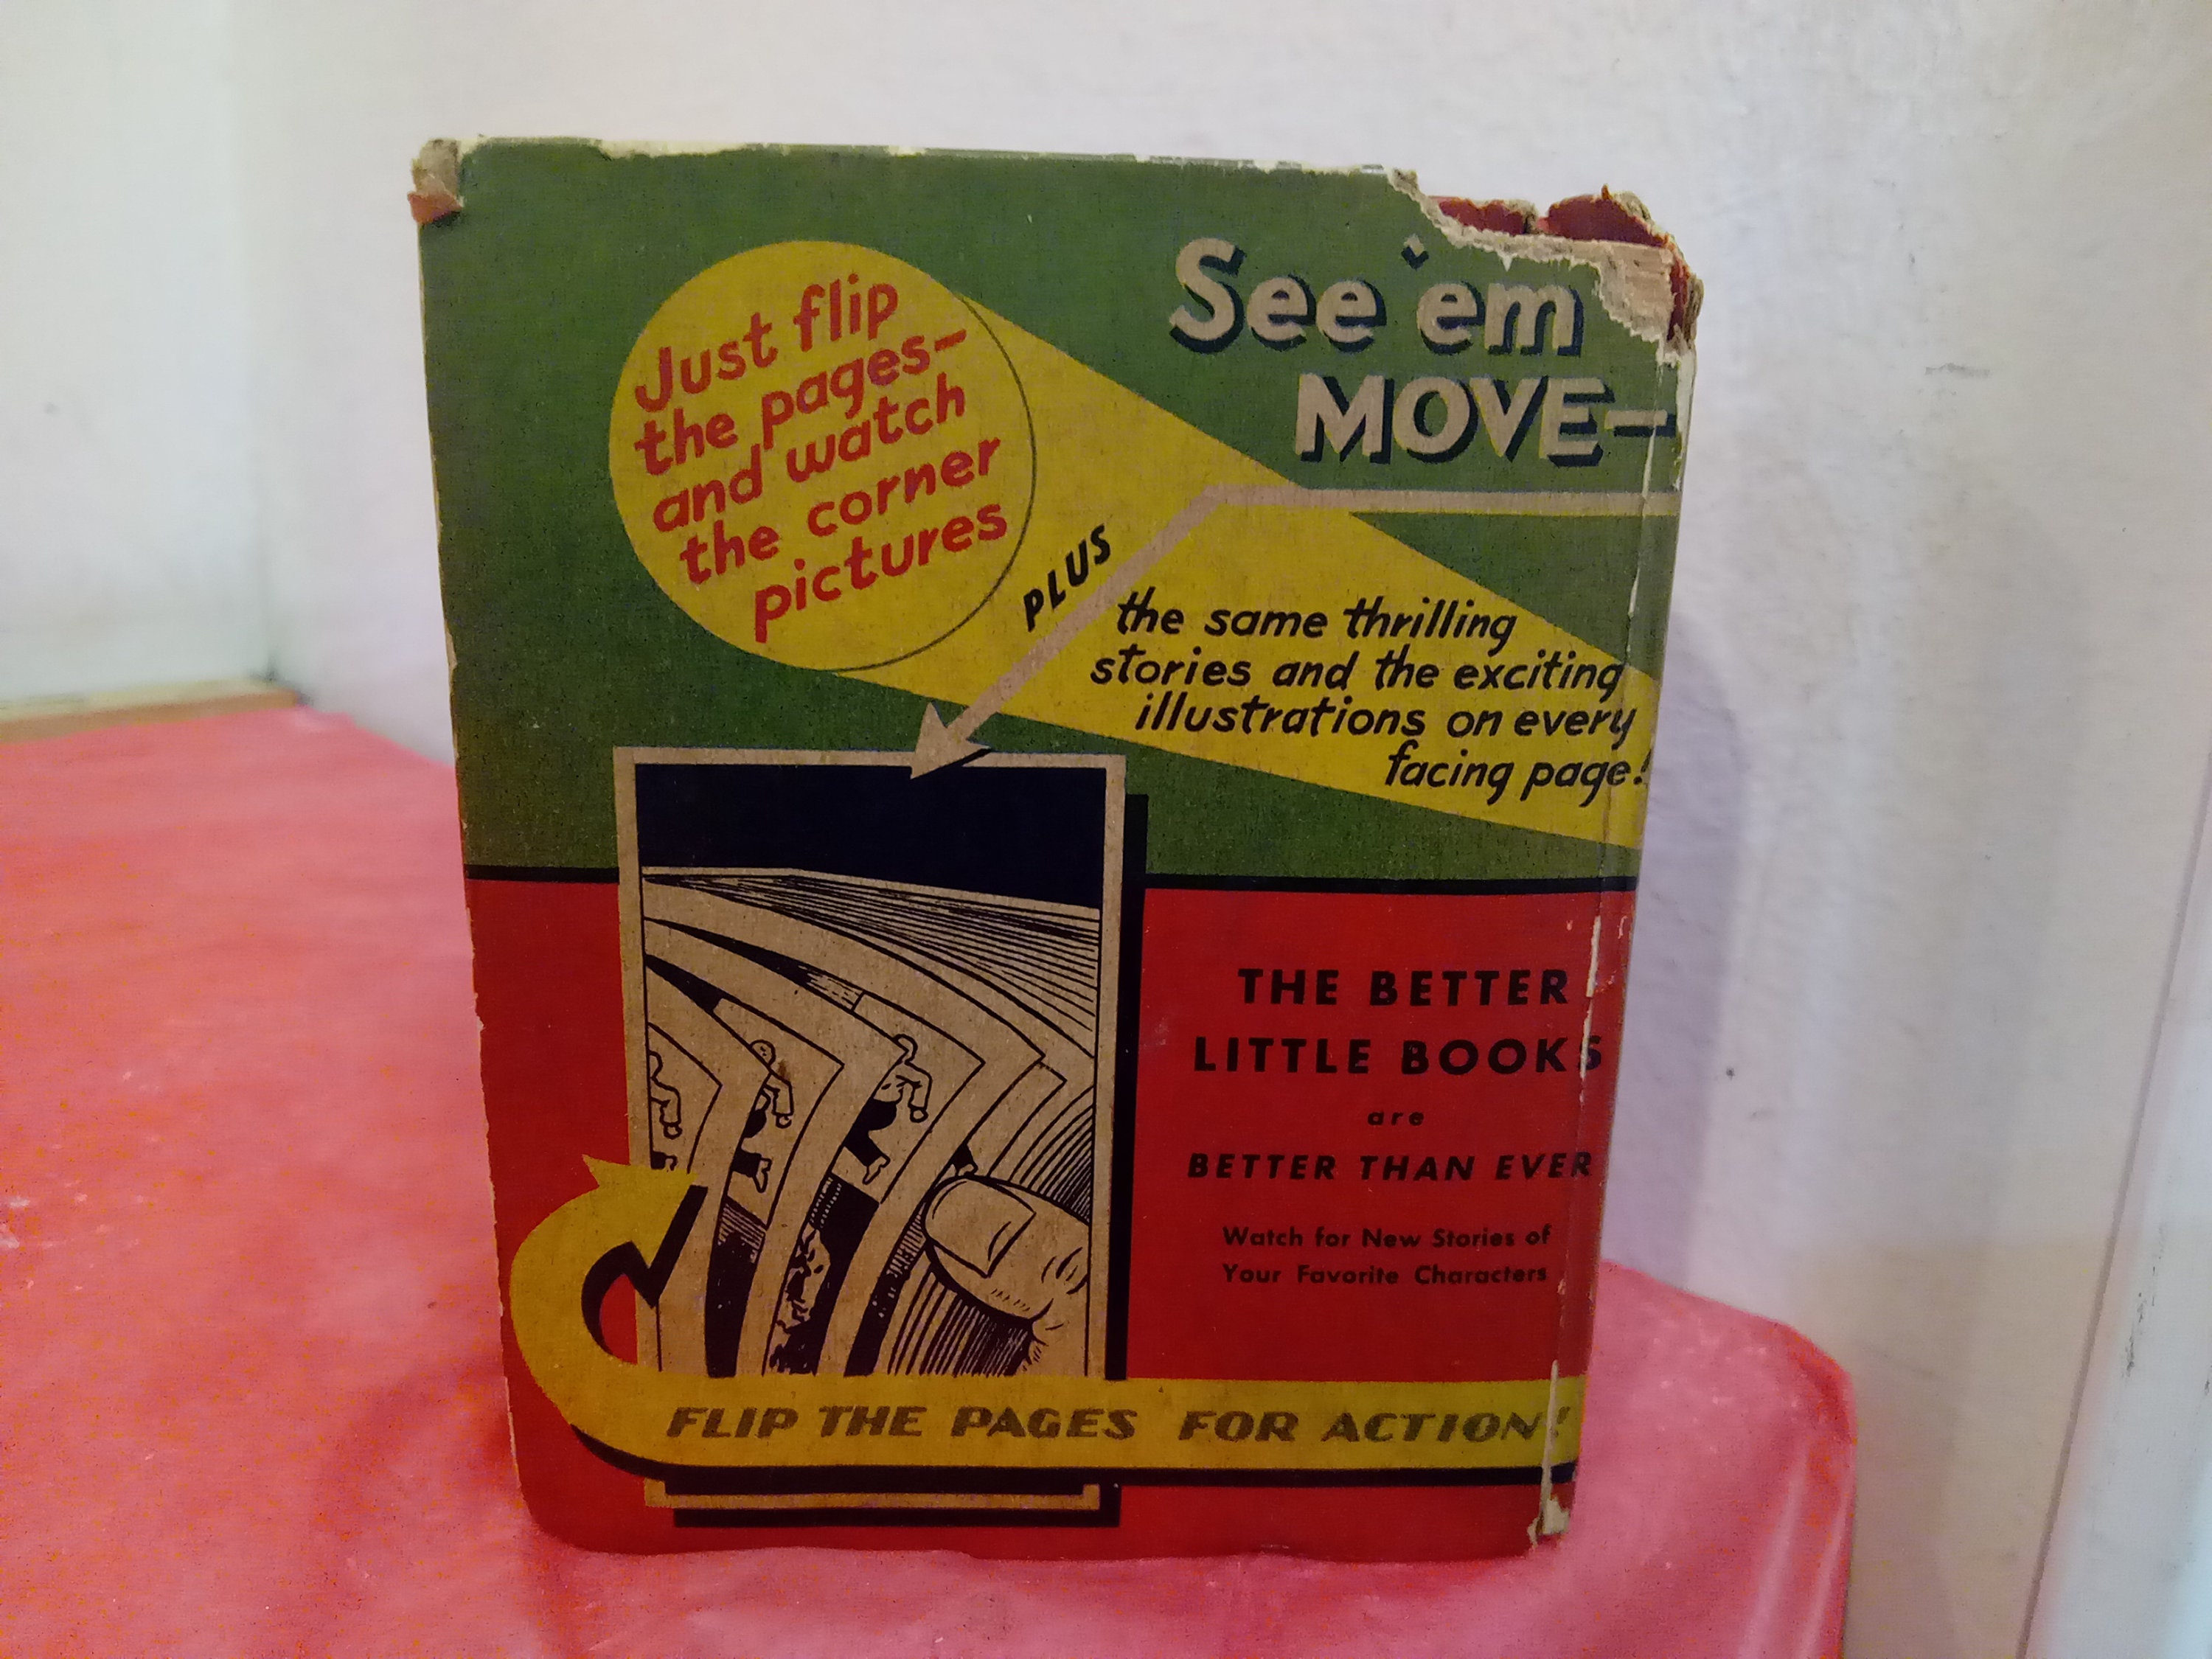 See 'em
MOVE—
Just flip
the pages—
and watch
the corner
pictures
PLUS
the same thrilling
stories and the exciting
illustrations on every
facing page!
THE BETTER
LITTLE BOOKS
are
BETTER THAN EVER
Watch for New Stories of
Your Favorite Characters
FLIP THE PAGES FOR ACTION!